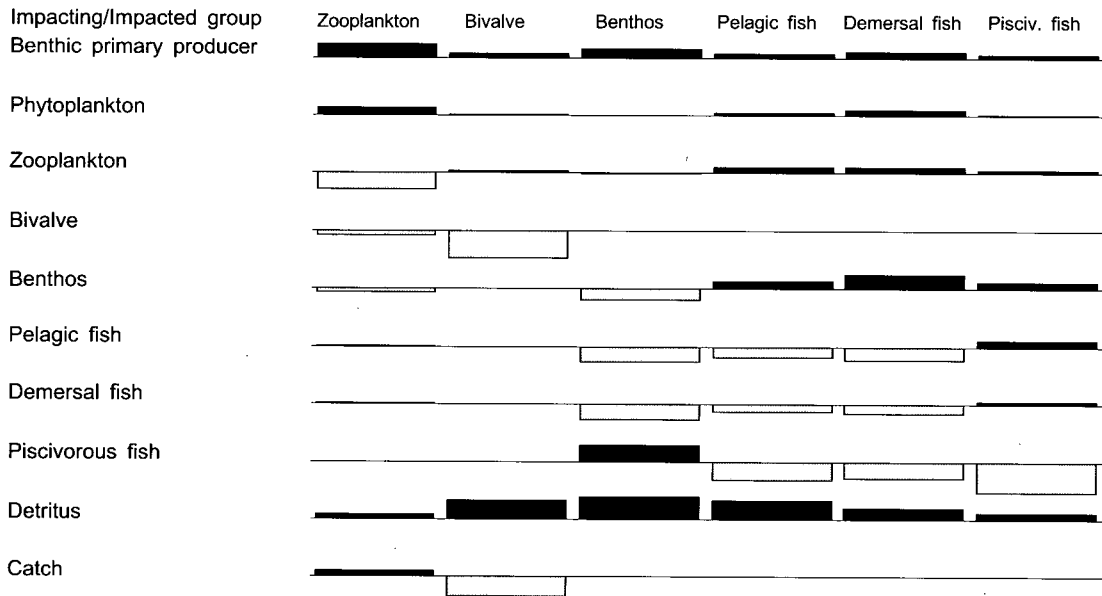 Impacting/Impacted group Zooplankton Bivalve Benthos Pelagic fish Demersal fish Pisciv. fish
Benthic primary producer
Phytoplankton
Zooplankton
Bivalve
Benthos
Pelagic fish
Demersal fish
Piscivorous fish
Detritus
Catch